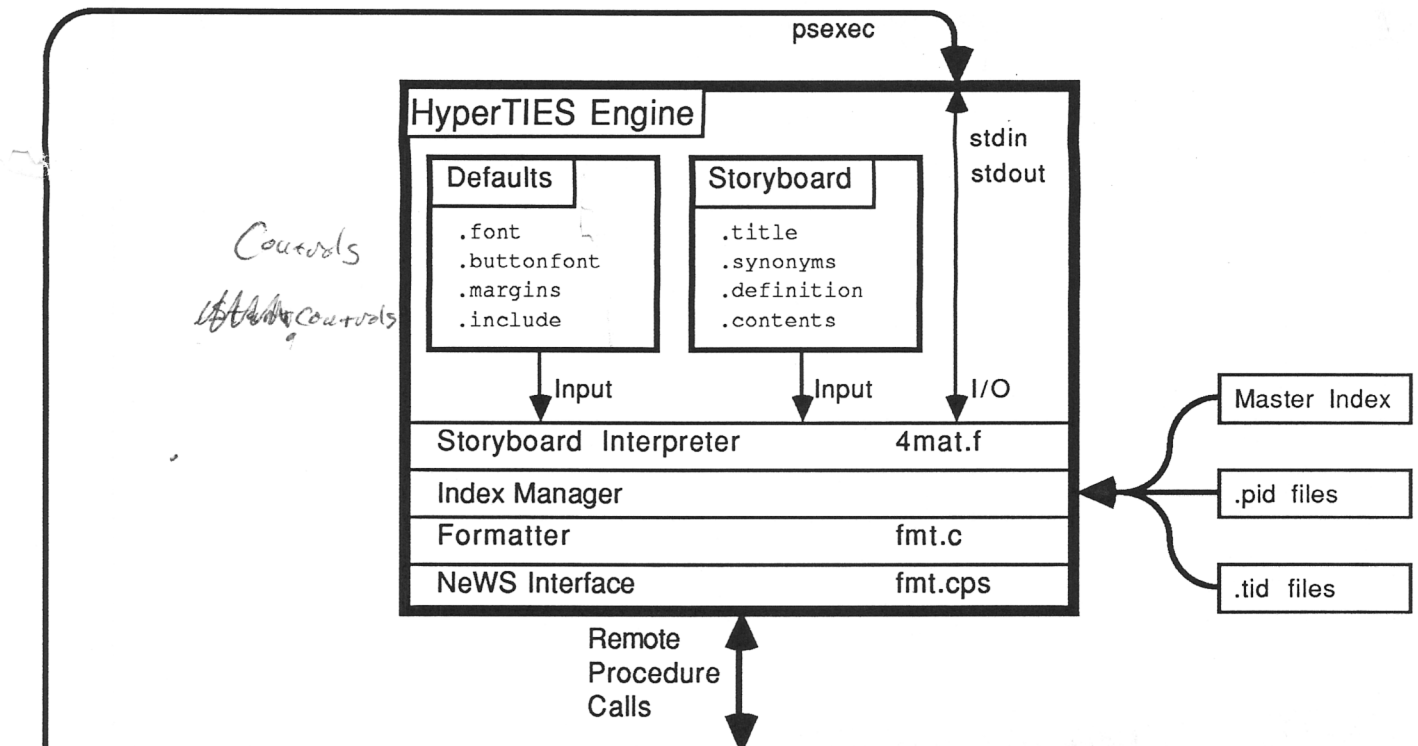 psexec
HyperTIES Engine
stdin
stdout
Defaults
.font
.buttonfont
.margins
.include
Storyboard
.title
.synonyms
.definition
.contents
Controls
controls
Input
Input
I/O
Storyboard Interpreter 4mat.f
Index Manager
Formatter fmt.c
NeWS Interface fmt.cps
Master Index
.pid files
.tid files
Remote
Procedure
Calls